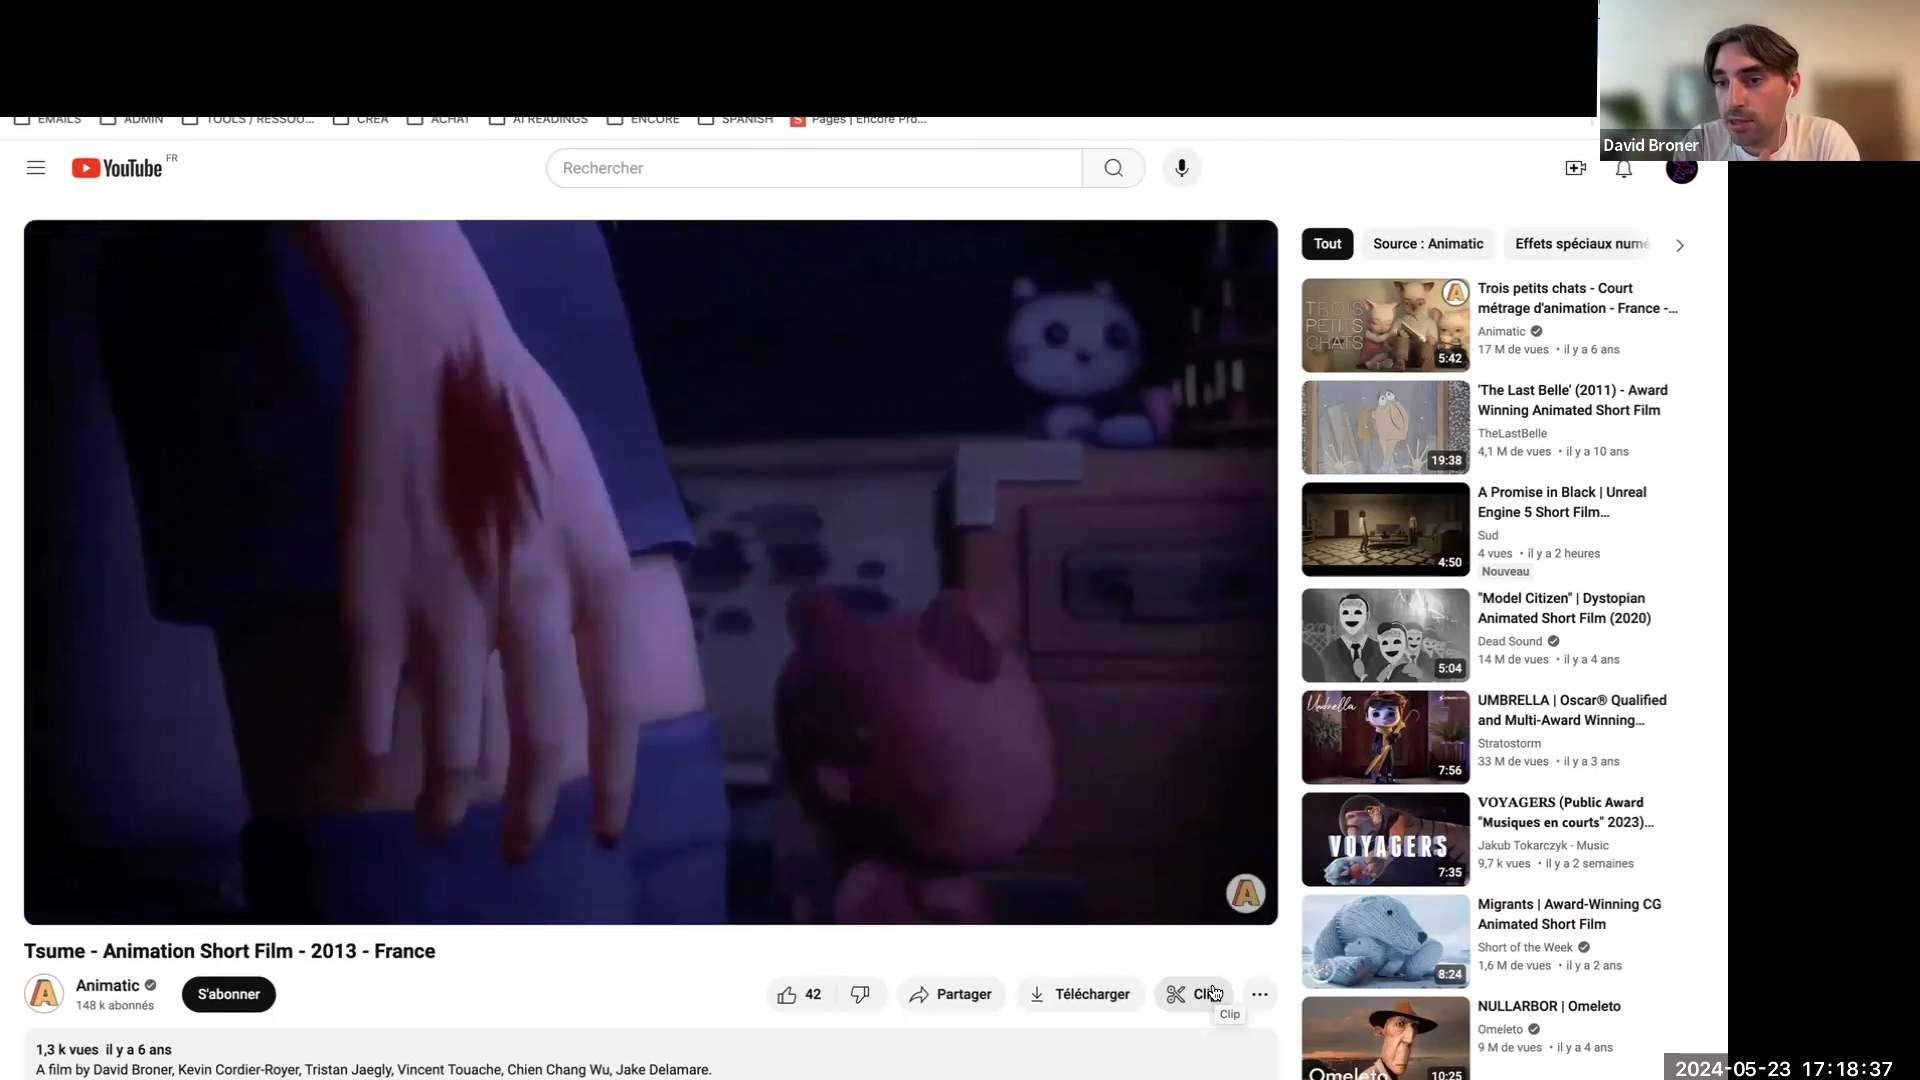 EMAILS
ADMIN
TOOLS / RESSOU...
CREA
ACHAT
AI READINGS
ENCORE
SPANISH
Pages | Encore Pro...
David Broner
YouTube FR
Rechercher
Tout
Source : Animatic
Effets spéciaux numé
TROIS
PETITS
CHATS
5:42
Trois petits chats - Court
métrage d'animation - France -...
Animatic
17 M de vues • il y a 6 ans
19:38
'The Last Belle' (2011) - Award
Winning Animated Short Film
TheLastBelle
4,1 M de vues • il y a 10 ans
4:50
A Promise in Black | Unreal
Engine 5 Short Film...
Sud
4 vues • il y a 2 heures
Nouveau
5:04
"Model Citizen" | Dystopian
Animated Short Film (2020)
Dead Sound
14 M de vues • il y a 4 ans
Umbrella
7:56
UMBRELLA | Oscar® Qualified
and Multi-Award Winning...
Stratostorm
33 M de vues • il y a 3 ans
VOYAGERS
7:35
VOYAGERS (Public Award
"Musiques en courts" 2023)...
Jakub Tokarczyk - Music
9,7 k vues • il y a 2 semaines
8:24
Migrants | Award-Winning CG
Animated Short Film
Short of the Week
1,6 M de vues • il y a 2 ans
Omeleto
10:25
NULLARBOR | Omeleto
Omeleto
9 M de vues • il y a 4 ans
A
Tsume - Animation Short Film - 2013 - France
A
Animatic
148 k abonnés
S'abonner
42
Partager
Télécharger
Clip
Clip
1,3 k vues il y a 6 ans
A film by David Broner, Kevin Cordier-Royer, Tristan Jaegly, Vincent Touache, Chien Chang Wu, Jake Delamare.
2024-05-23 17:18:37